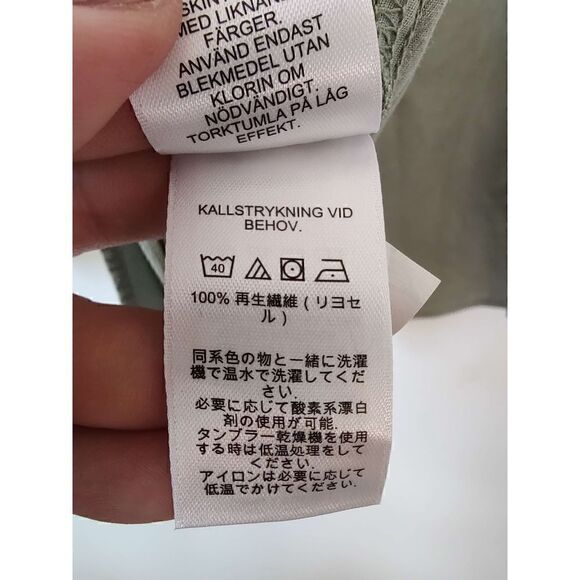 MED LIKNANDE
FÄRGER.
ANVÄND ENDAST
BLEKMEDEL UTAN
KLORIN OM
NÖDVÄNDIGT.
TORKTUMLA PÅ LÅG
EFFEKT.
KALLSTRYKNING VID
BEHOV.
40
100% 再生繊維 ( リヨセ
ル )
同系色の物と一緒に洗濯
機で温水で洗濯してくだ
さい.
必要に応じて酸素系漂白
剤の使用が可能.
タンブラー乾燥機を使用
する時は低温処理をして
ください.
アイロンは必要に応じて
低温でかけてください.